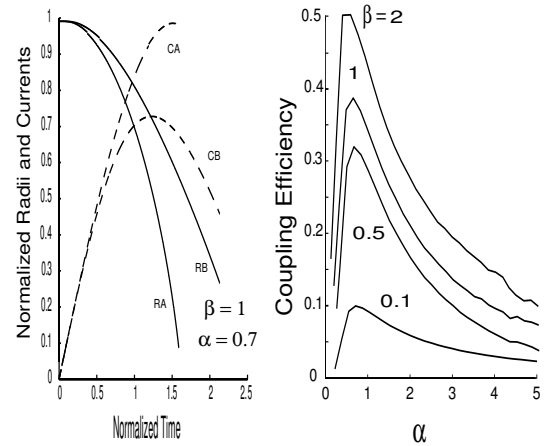 Normalized Radii and Currents
1
0.9
0.8
0.7
0.6
0.5
0.4
0.3
0.2
0.1
0
CA
CB
RB
RA
β = 1
α = 0.7
0
0.5
1
1.5
2
2.5
Normalized Time
Coupling Efficiency
0.5
0.4
0.3
0.2
0.1
0
β=2
1
0.5
0.1
0
1
2
3
4
5
α